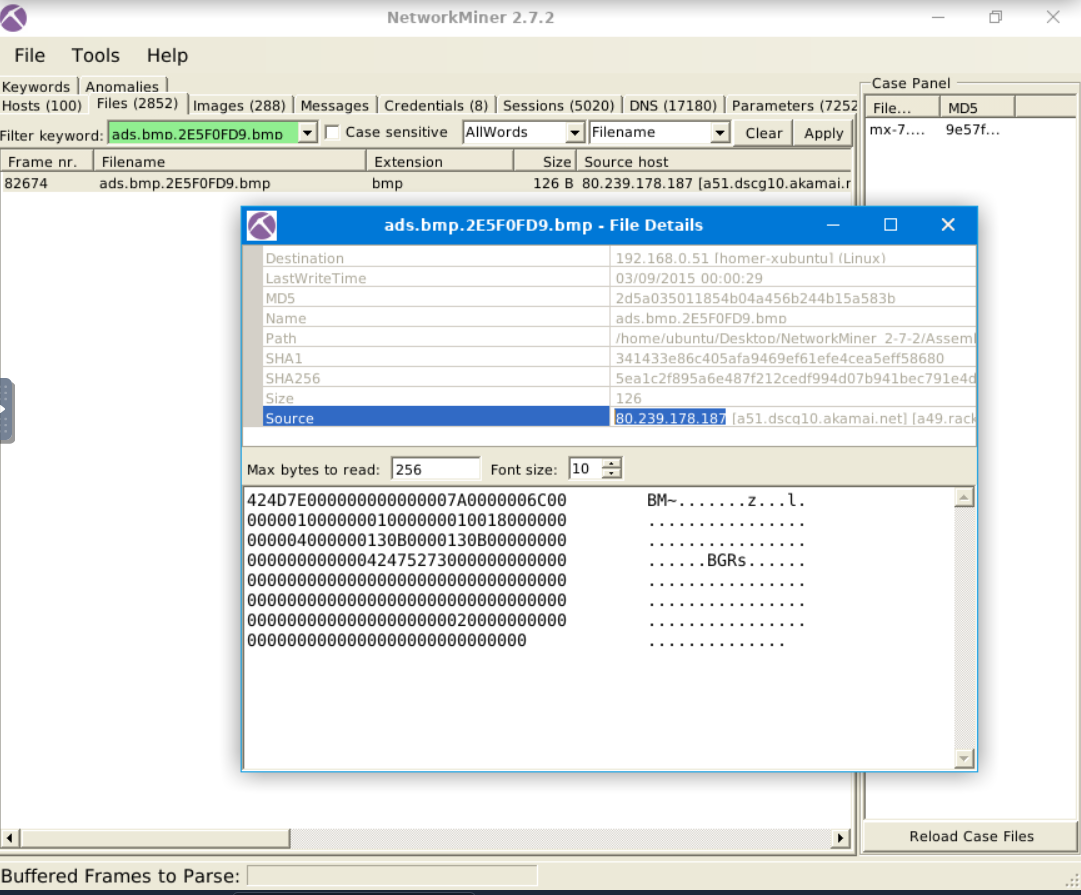 NetworkMiner 2.7.2
File Tools Help
Keywords Anomalies
Hosts (100) Files (2852) Images (288) Messages Credentials (8) Sessions (5020) DNS (17180) Parameters (7252
Filter keyword: ads.bmp.2E5F0FD9.bmp Case sensitive AllWords Filename Clear Apply
Frame nr. Filename Extension Size Source host
82674 ads.bmp.2E5F0FD9.bmp bmp 126 B 80.239.178.187 [a51.dscg10.akamai.r
Case Panel
File... MD5
mx-7.... 9e57f...
ads.bmp.2E5F0FD9.bmp - File Details
Destination 192.168.0.51 [homer-xubuntu] (Linux)
LastWriteTime 03/09/2015 00:00:29
MD5 2d5a035011854b04a456b244b15a583b
Name ads.bmp.2E5F0FD9.bmp
Path /home/ubuntu/Desktop/NetworkMiner_2-7-2/Assem
SHA1 341433e86c405afa9469ef61efe4cea5eff58680
SHA256 5ea1c2f895a6e487f212cedf994d07b941bec791e4d
Size 126
Source 80.239.178.187 [a51.dscg10.akamai.net] [a49.rack
Max bytes to read: 256 Font size: 10
424D7E000000000000007A0000006C00 BM~.......z...l.
00000100000001000000010018000000 ................
000004000000130B0000130B00000000 ................
00000000000042475273000000000000 ......BGRs......
00000000000000000000000000000000 ................
00000000000000000000000000000000 ................
00000000000000000000020000000000 ................
0000000000000000000000000000 ..............
Reload Case Files
Buffered Frames to Parse: